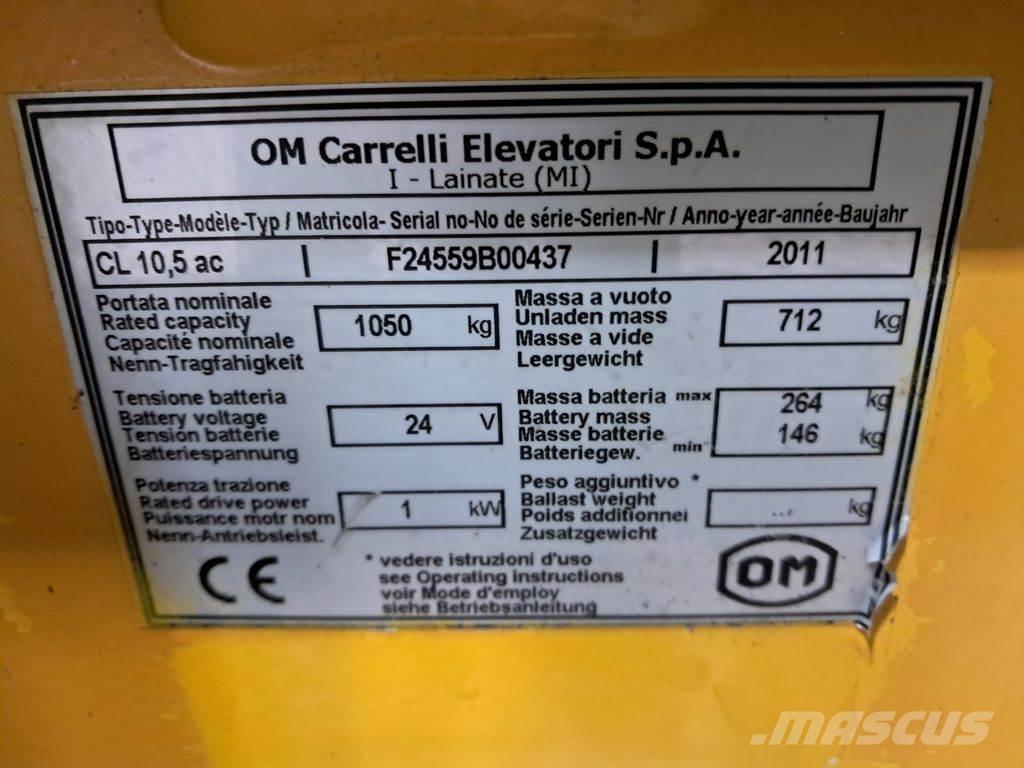 OM Carrelli Elevatori S.p.A.
I - Lainate (MI)
Tipo-Type-Modèle-Typ / Matricola- Serial no-No de série-Serien-Nr / Anno-year-année-Baujahr
CL 10,5 ac | F24559B00437 | 2011
Portata nominale
Rated capacity
Capacité nominale
Nenn-Tragfahigkeit
1050 kg
Massa a vuoto
Unladen mass
Masse a vide
Leergewicht
712 kg
Tensione batteria
Battery voltage
Tension batterie
Batteriespannung
24 V
Massa batteria max
Battery mass
Masse batterie min
Batteriegew.
264 kg
146 kg
Potenza trazione
Rated drive power
Puissance motr nom
Nenn-Antriebsleist.
1 kW
Peso aggiuntivo *
Ballast weight
Poids additionnel
Zusatzgewicht
... kg
CE
* vedere istruzioni d'uso
see Operating instructions
voir Mode d'employ
siehe Betriebsanleitung
OM
MASCUS